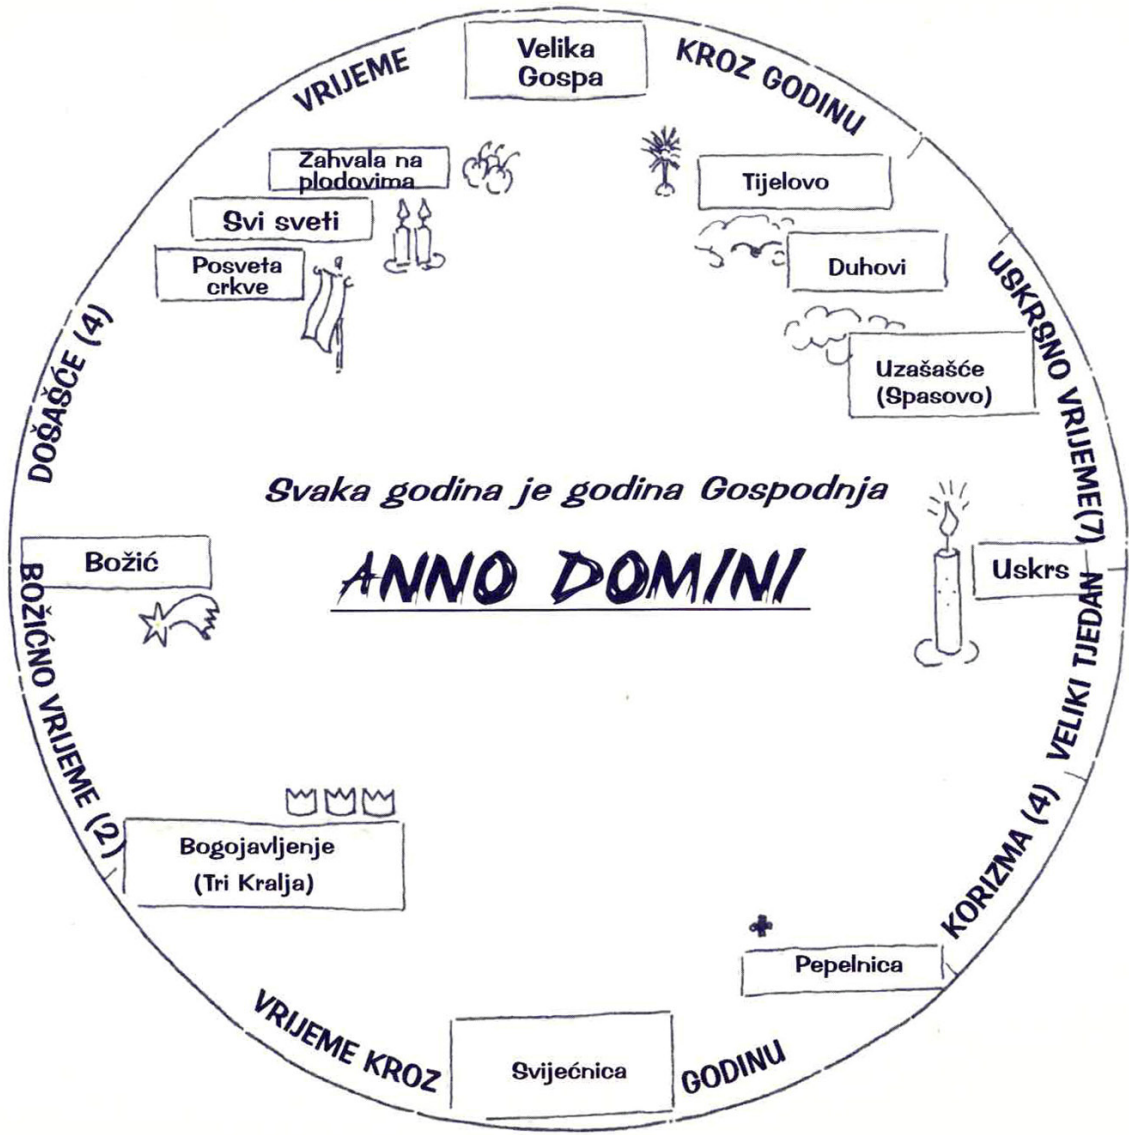 Velika
Gospa
VRIJEME
KROZ GODINU
Zahvala na
plodovima
Tijelovo
Svi sveti
Posveta
crkve
Duhovi
DOŠAŠĆE (4)
USKRSNO VRIJEME(7)
Uzašašće
(Spasovo)
Svaka godina je godina Gospodnja
ANNO DOMINI
Božić
Uskrs
BOŽIĆNO VRIJEME (2)
VELIKI TJEDAN
KORIZMA (4)
Bogojavljenje
(Tri Kralja)
Pepelnica
VRIJEME KROZ
Svijećnica
GODINU